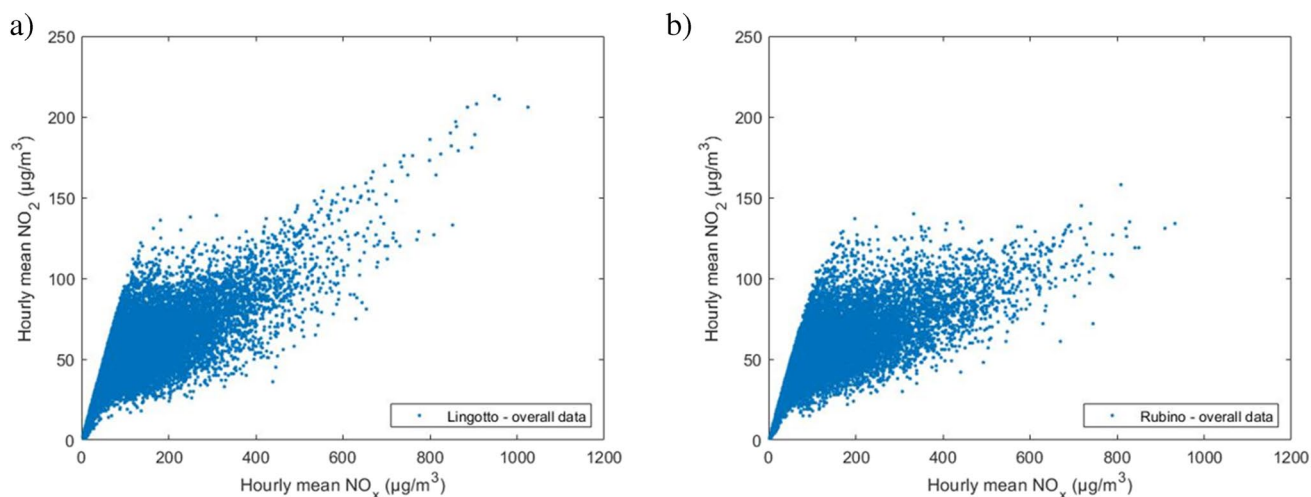 a)
250
200
150
100
50
0
Hourly mean NO2 (µg/m3)
0 200 400 600 800 1000 1200
Hourly mean NOx (µg/m3)
Lingotto - overall data
b)
250
200
150
100
50
0
Hourly mean NO2 (µg/m3)
0 200 400 600 800 1000 1200
Hourly mean NOx (µg/m3)
Rubino - overall data